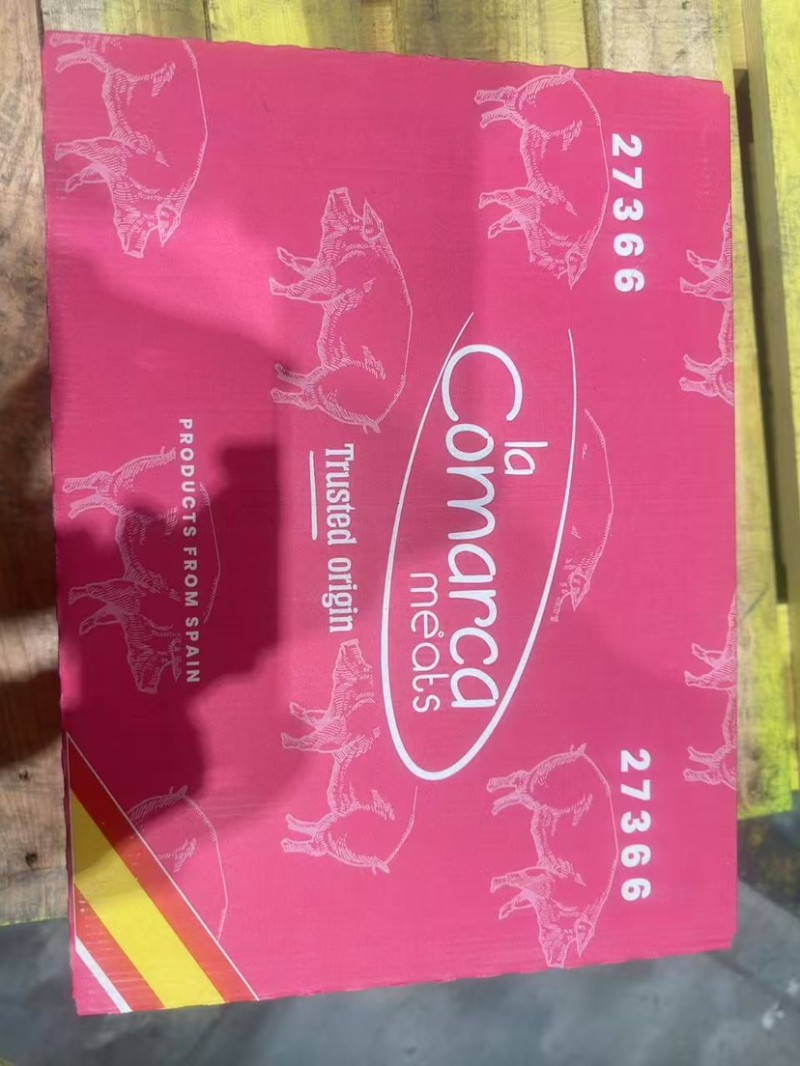 27366
27366
la
Comarca
meats
Trusted origin
PRODUCTS FROM SPAIN